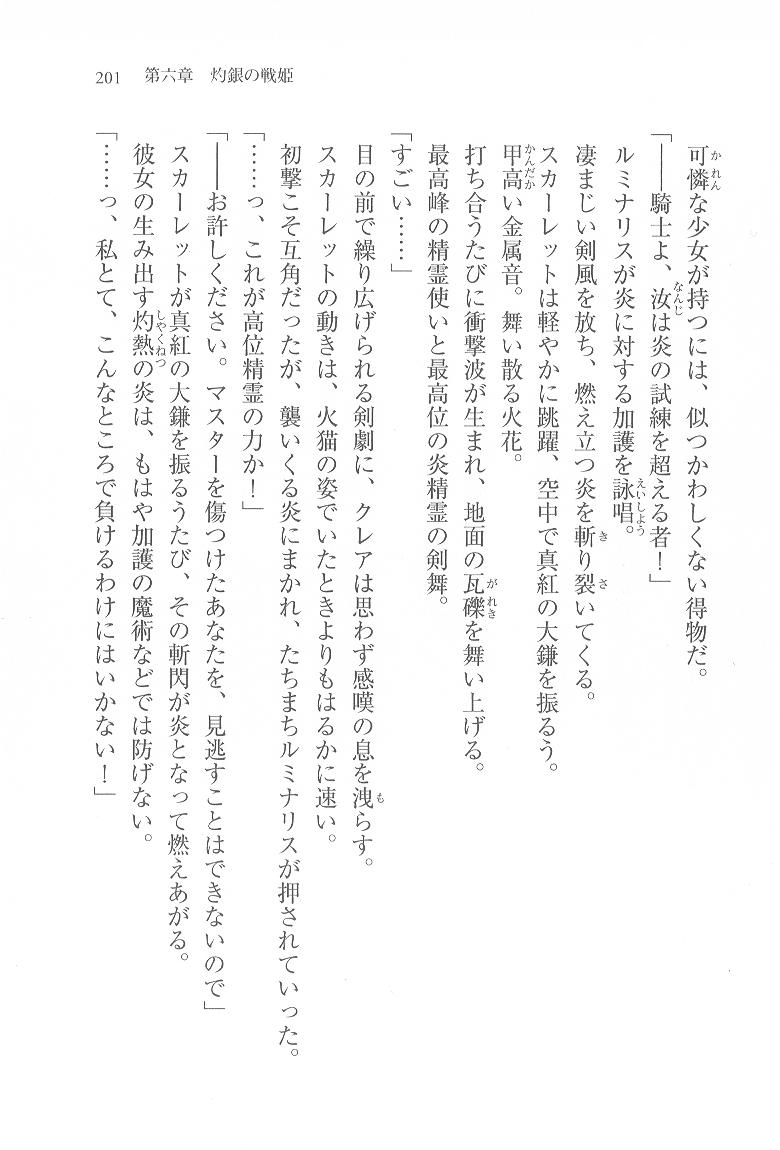 201　第六章　灼銀の戦姫
可憐な少女が持つには、似つかわしくない得物だ。
「――騎士よ、汝は炎の試練を超える者！」
ルミナリスが炎に対する加護を詠唱。
凄まじい剣風を放ち、燃え立つ炎を斬り裂いてくる。
スカーレットは軽やかに跳躍、空中で真紅の大鎌を振るう。
甲高い金属音。舞い散る火花。
打ち合うたびに衝撃波が生まれ、地面の瓦礫を舞い上げる。
最高峰の精霊使いと最高位の炎精霊の剣舞。
「すごい……」
目の前で繰り広げられる剣劇に、クレアは思わず感嘆の息を洩らす。
スカーレットの動きは、火猫の姿でいたときよりもはるかに速い。
初撃こそ互角だったが、襲いくる炎にまかれ、たちまちルミナリスが押されていった。
「……っ、これが高位精霊の力か！」
「――お許しください。マスターを傷つけたあなたを、見逃すことはできないので」
スカーレットが真紅の大鎌を振るうたび、その斬閃が炎となって燃えあがる。
彼女の生み出す灼熱の炎は、もはや加護の魔術などでは防げない。
「……っ、私とて、こんなところで負けるわけにはいかない！」